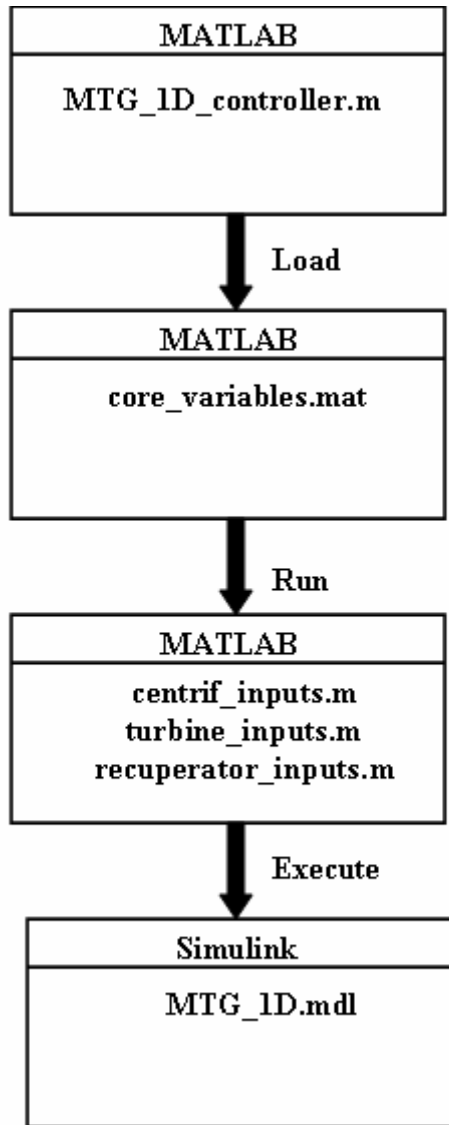 MATLAB
MTG_1D_controller.m
Load
MATLAB
core_variables.mat
Run
MATLAB
centrif_inputs.m
turbine_inputs.m
recuperator_inputs.m
Execute
Simulink
MTG_1D.mdl